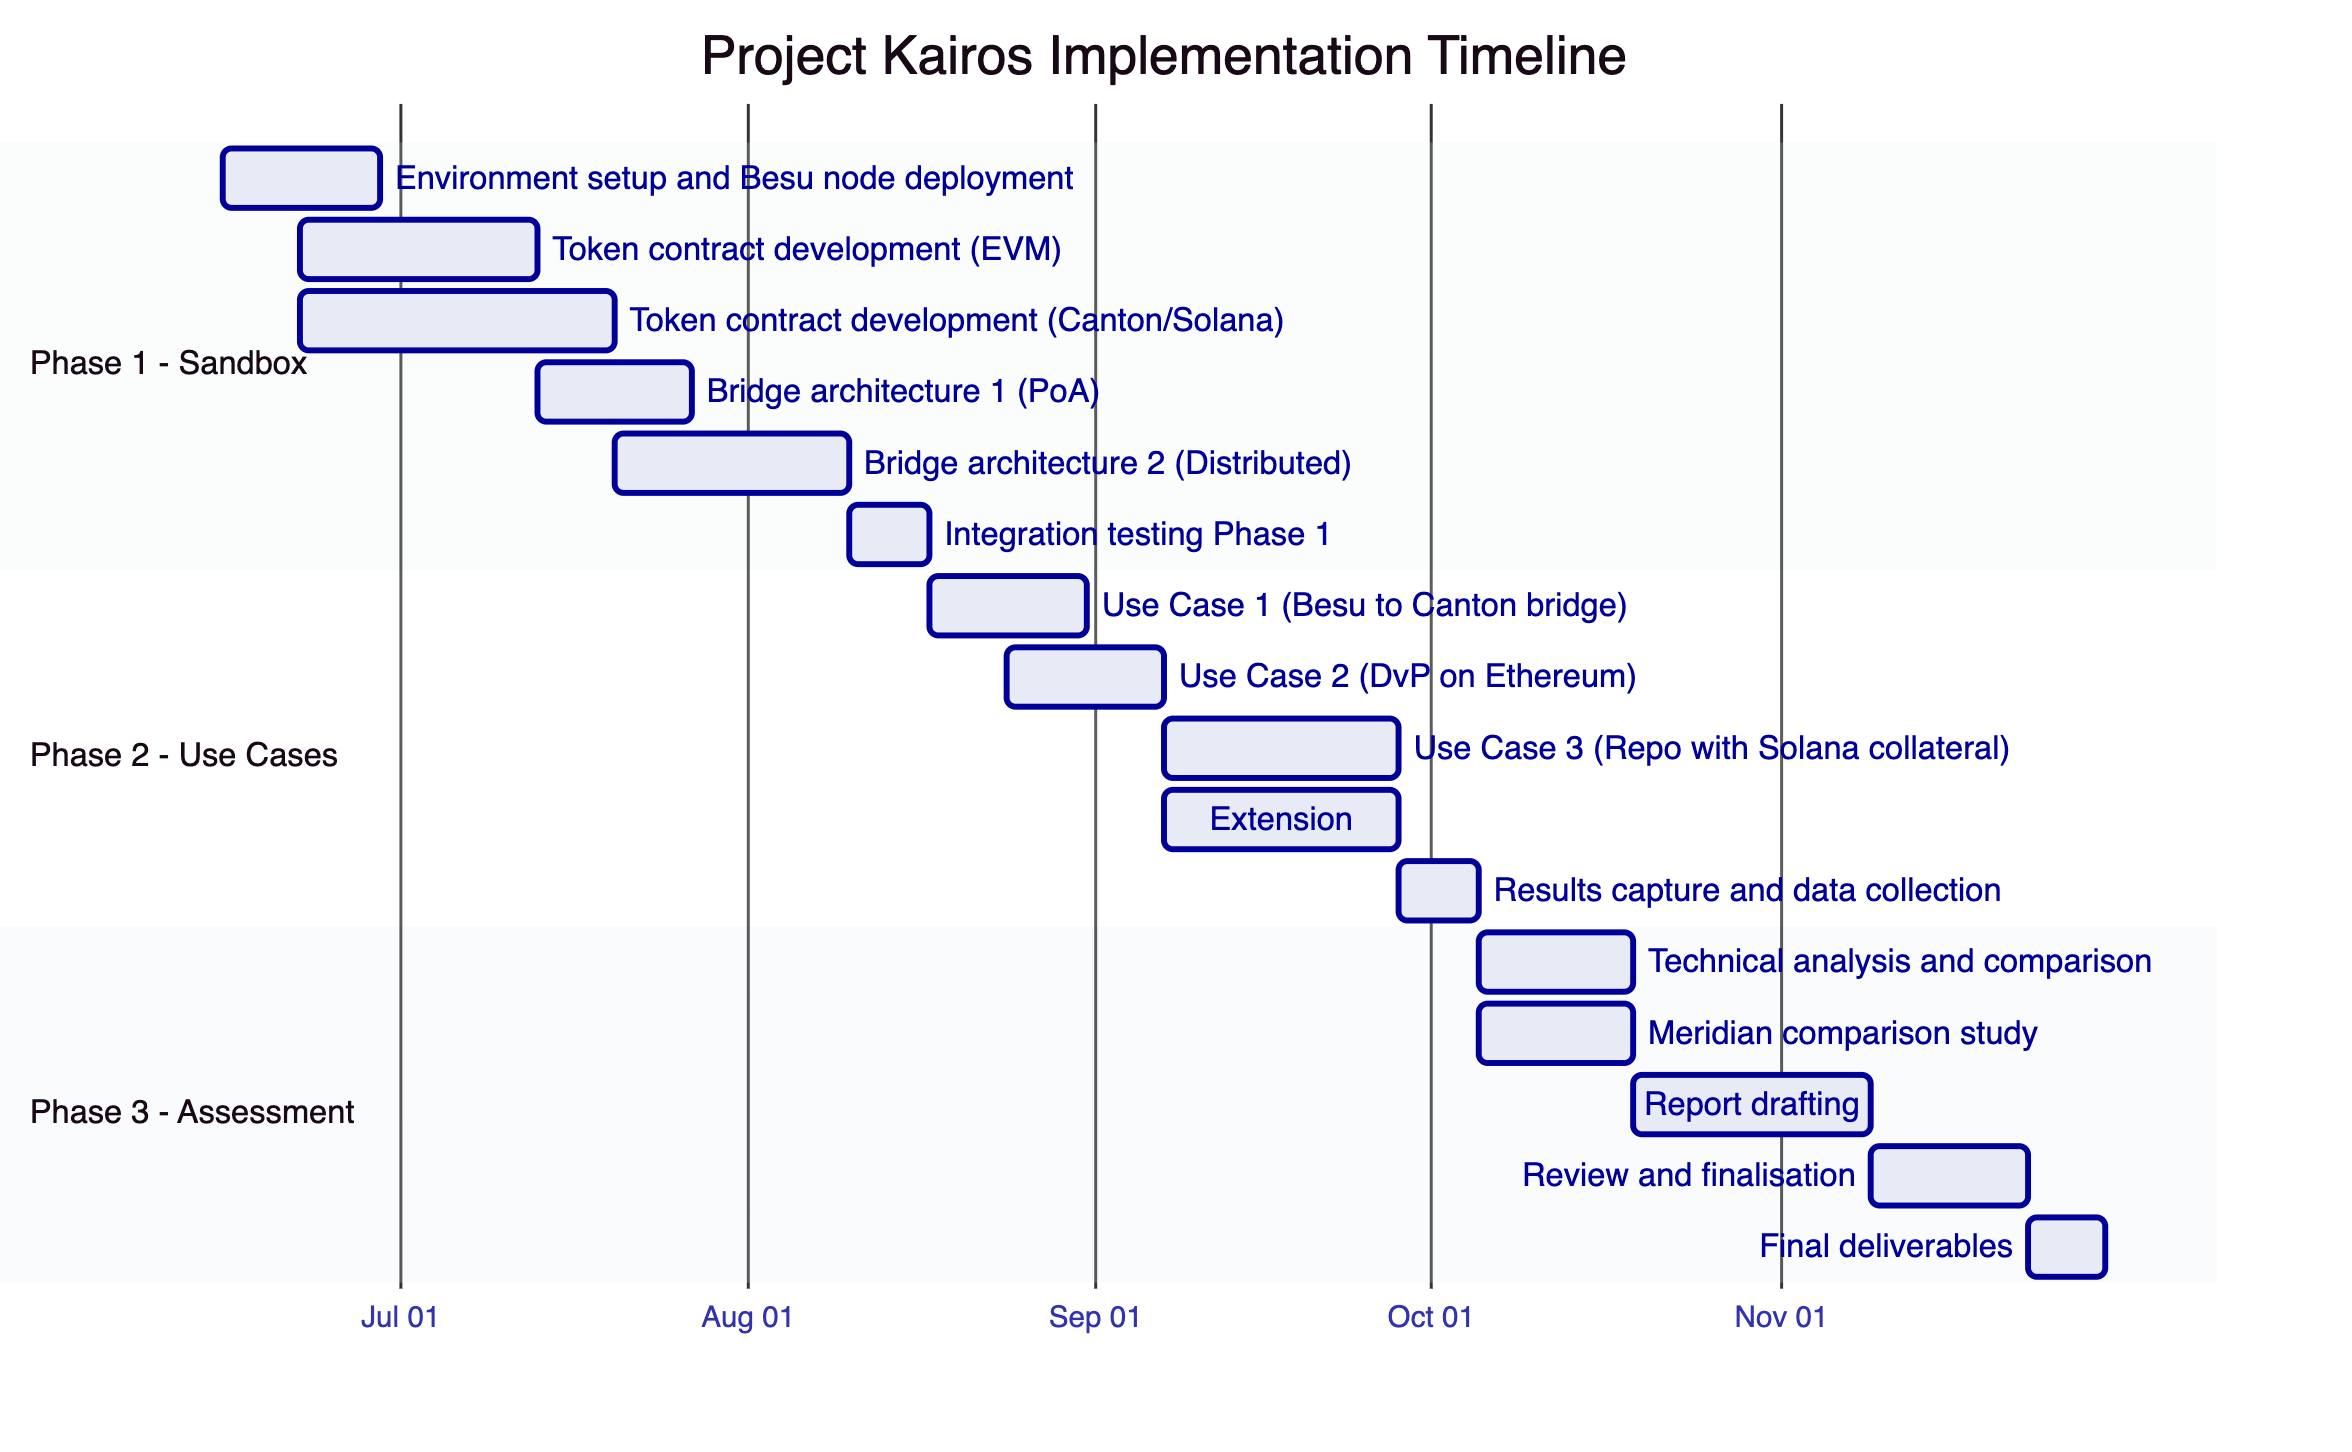 Project Kairos Implementation Timeline
Environment setup and Besu node deployment
Token contract development (EVM)
Token contract development (Canton/Solana)
Phase 1 - Sandbox
Bridge architecture 1 (PoA)
Bridge architecture 2 (Distributed)
Integration testing Phase 1
Use Case 1 (Besu to Canton bridge)
Use Case 2 (DvP on Ethereum)
Use Case 3 (Repo with Solana collateral)
Phase 2 - Use Cases
Extension
Results capture and data collection
Technical analysis and comparison
Meridian comparison study
Report drafting
Phase 3 - Assessment
Review and finalisation
Final deliverables
Jul 01
Aug 01
Sep 01
Oct 01
Nov 01